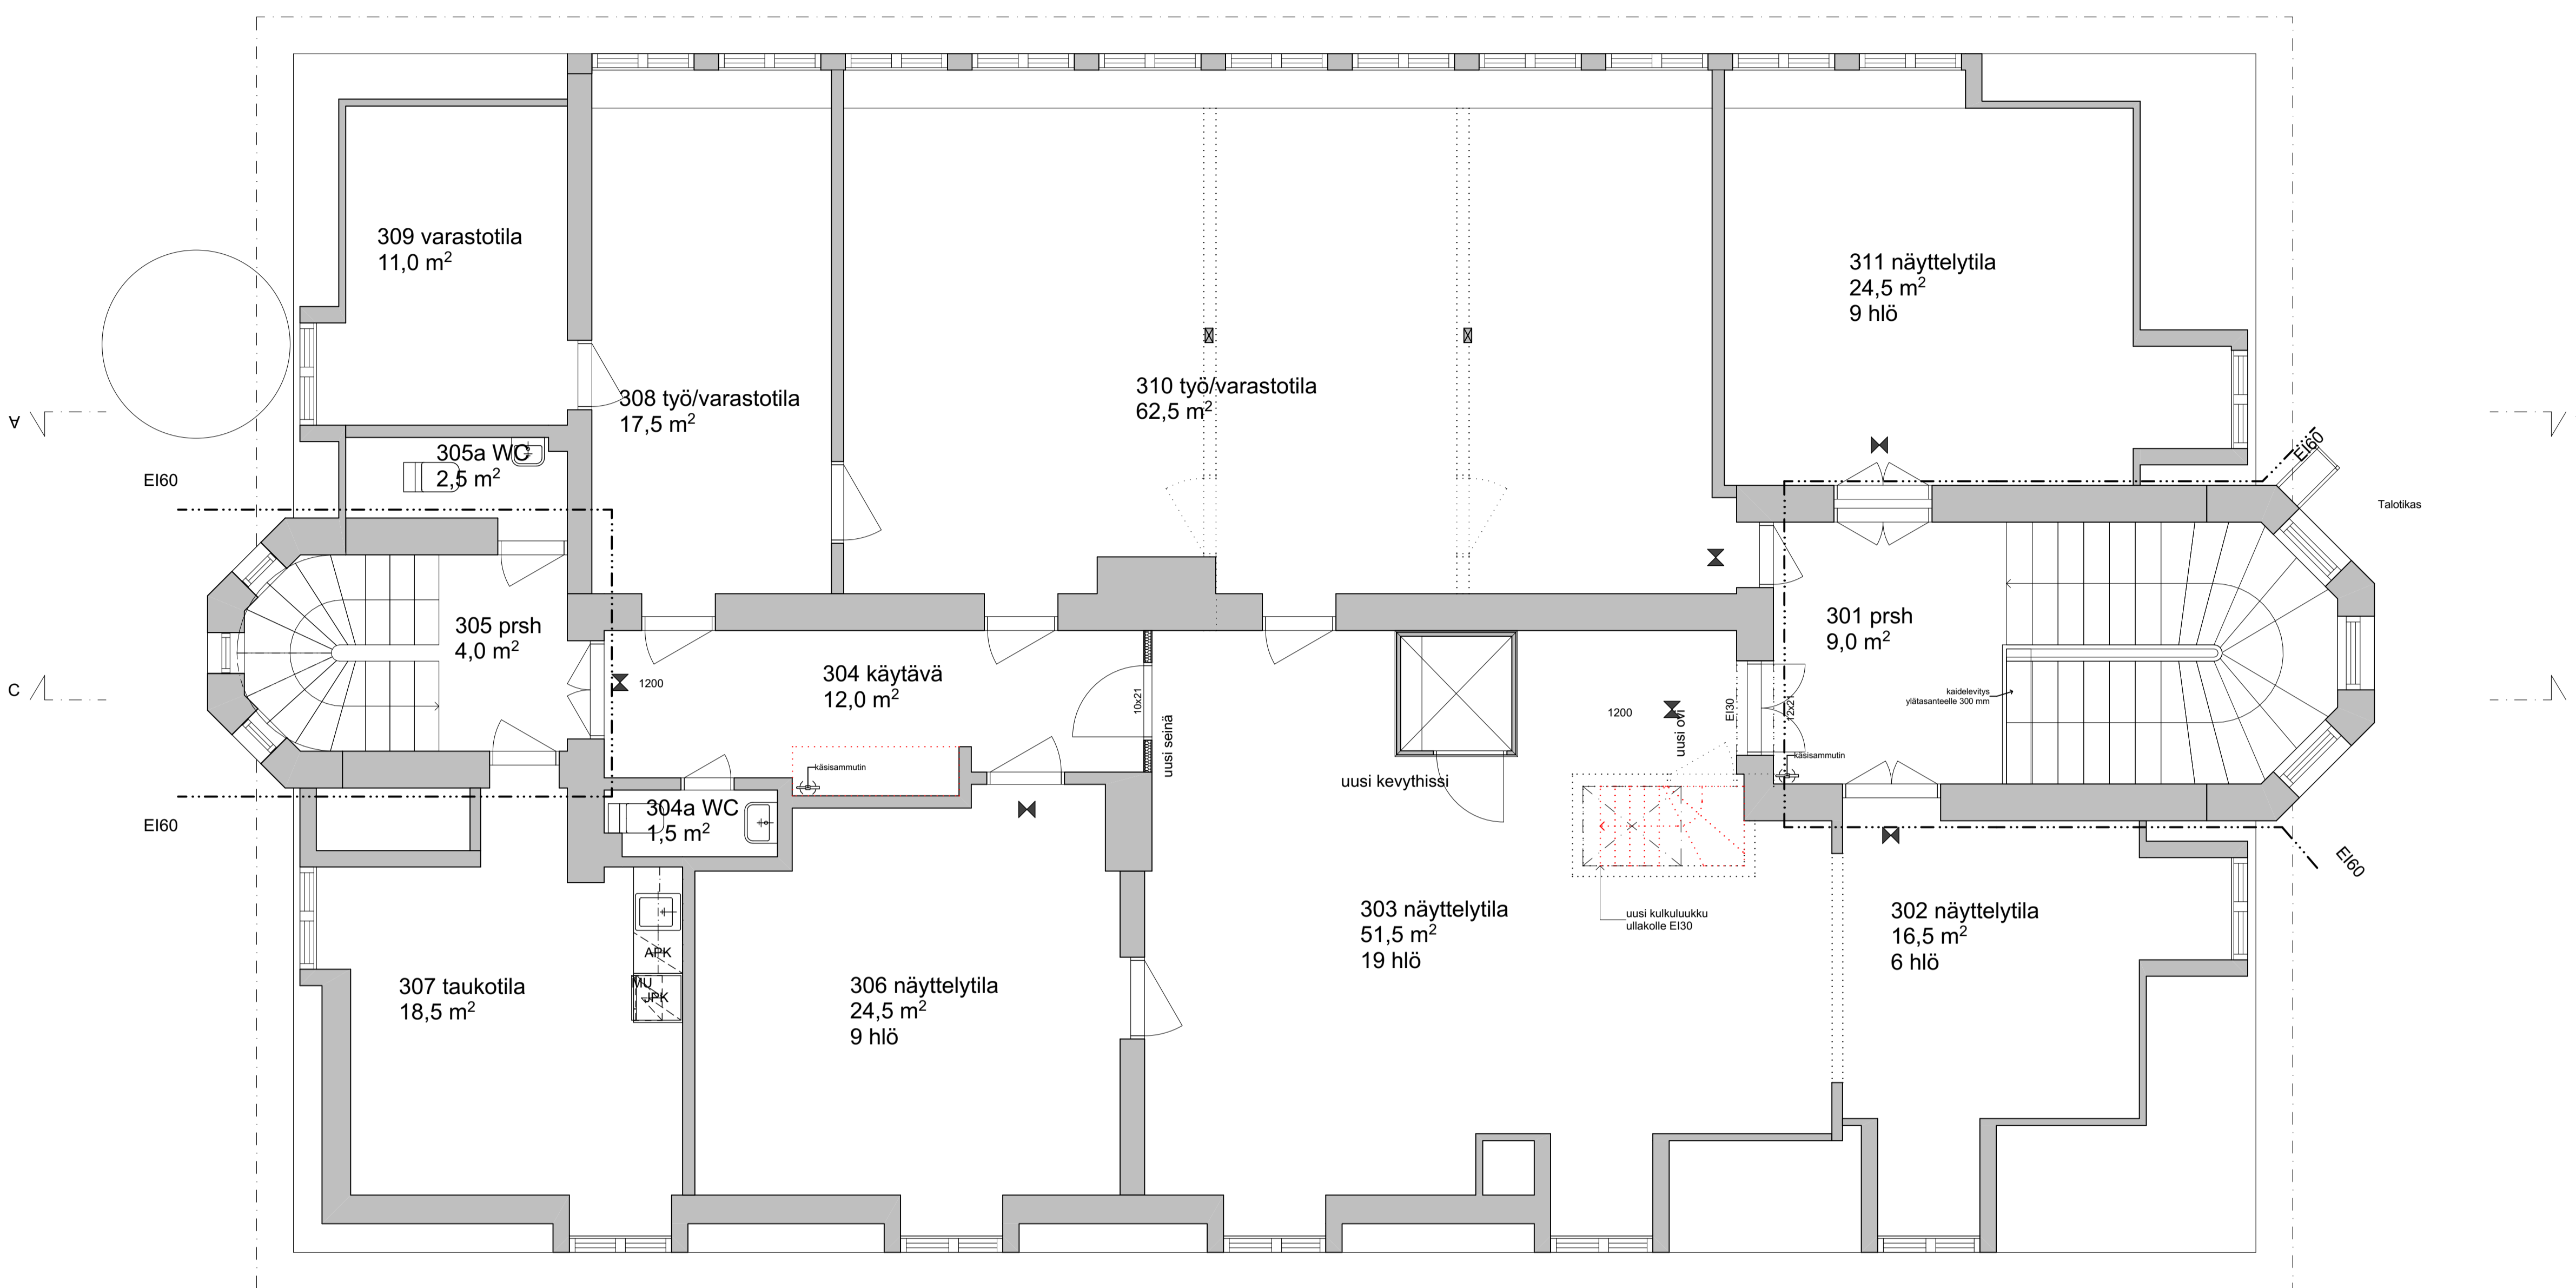 309 varastotila
11,0 m²
311 näyttelytila
24,5 m²
9 hlö
308 työ/varastotila
17,5 m²
310 työ/varastotila
62,5 m²
A
305a WC
2,5 m²
EI60
EI60
Talotikas
305 prsh
4,0 m²
301 prsh
9,0 m²
304 käytävä
12,0 m²
1200
C
10x21
uusi seinä
1200
uusi ovi
EI30
12x21
kaidelevitys
ylätasanteelle 300 mm
käsisammutin
käsisammutin
uusi kevythissi
304a WC
1,5 m²
EI60
EI60
303 näyttelytila
51,5 m²
19 hlö
uusi kulkuluukku
ullakolle EI30
302 näyttelytila
16,5 m²
6 hlö
APK
MU
JPK
307 taukotila
18,5 m²
306 näyttelytila
24,5 m²
9 hlö